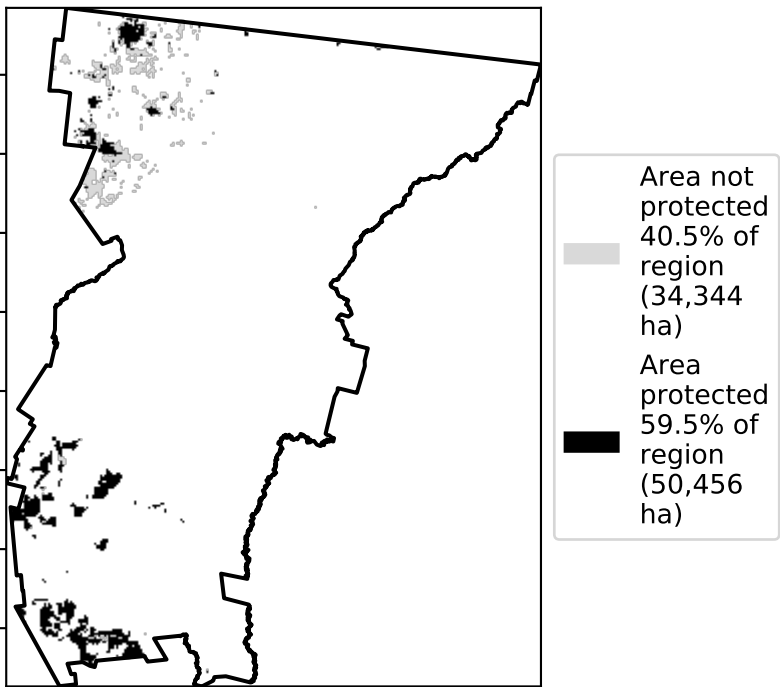 Area not
protected
40.5% of
region
(34,344
ha)
Area
protected
59.5% of
region
(50,456
ha)